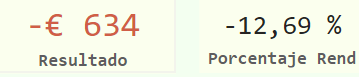 -€ 634
Resultado
-12,69 %
Porcentaje Rend